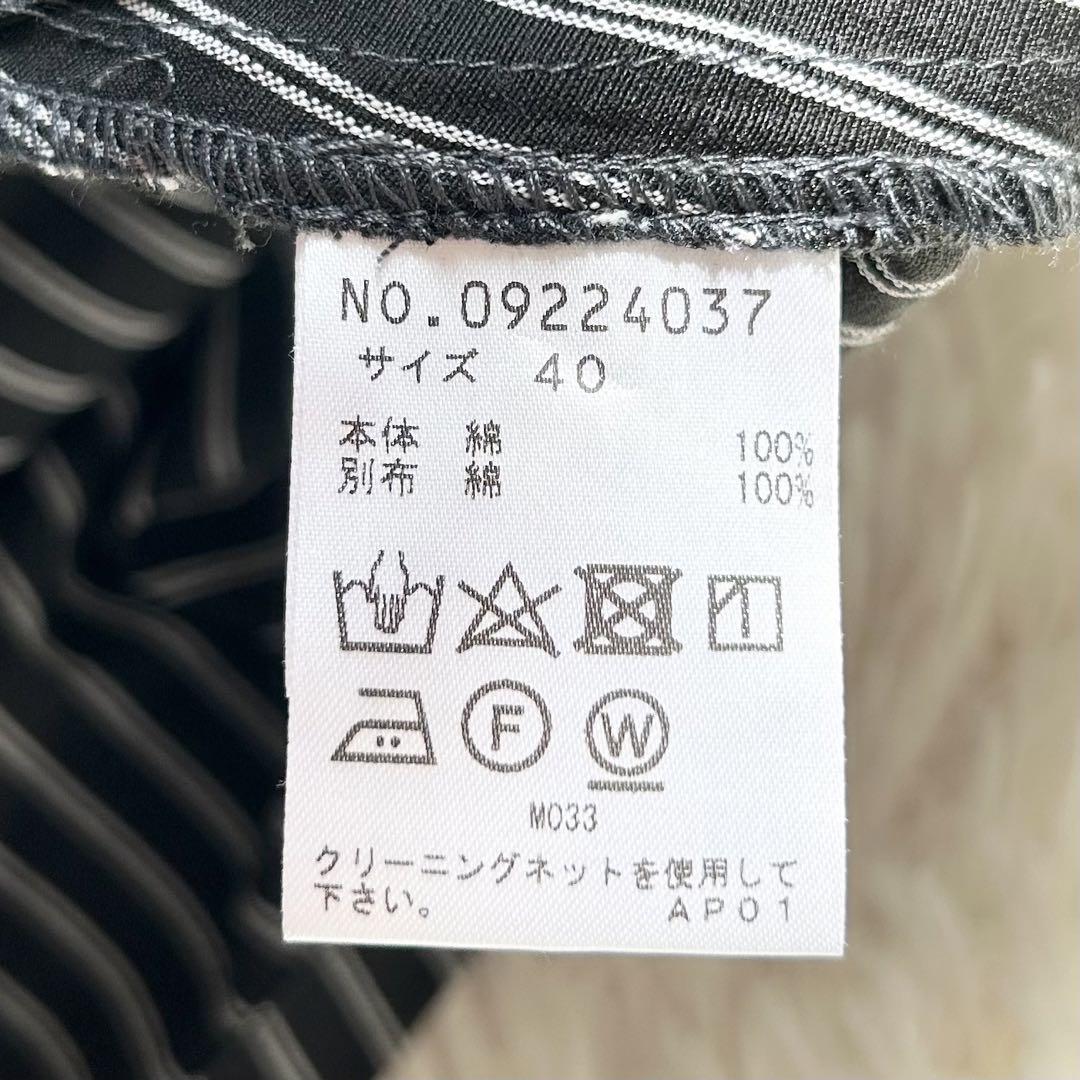 NO.09224037
サイズ 40
本体 綿 100%
別布 綿 100%
F W
M033
クリーニングネットを使用して
下さい。 AP01